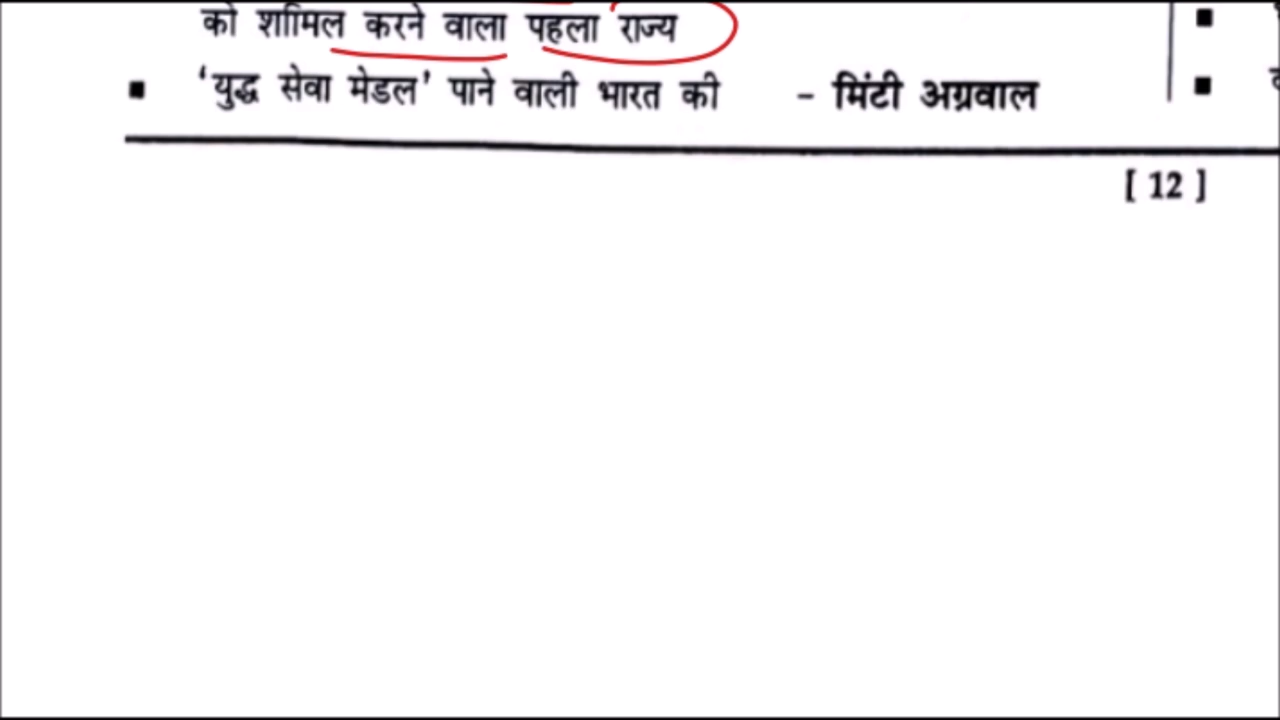 को शामिल करने वाला पहला राज्य
▪ ‘युद्ध सेवा मेडल’ पाने वाली भारत की – मिंटी अग्रवाल
[ 12 ]